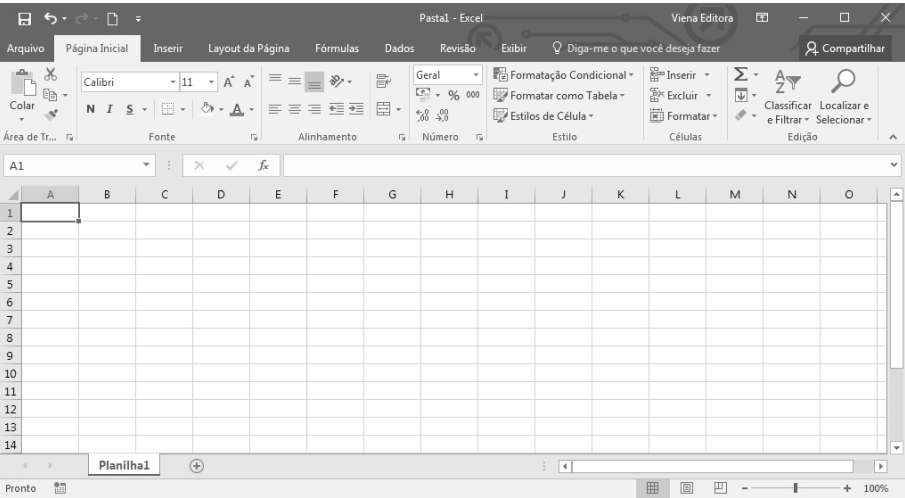 Pasta1 - Excel Viena Editora
Arquivo Página Inicial Inserir Layout da Página Fórmulas Dados Revisão Exibir Diga-me o que você deseja fazer Compartilhar
Colar Calibri 11 A A Geral Formatação Condicional Inserir Σ Classificar e Filtrar Localizar e Selecionar
N I S A % 000 Formatar como Tabela Excluir
,00 Estilos de Célula Formatar
Área de Tr... Fonte Alinhamento Número Estilo Células Edição
A1 fx
A B C D E F G H I J K L M N O
1
2
3
4
5
6
7
8
9
10
11
12
13
14
Planilha1
Pronto 100%